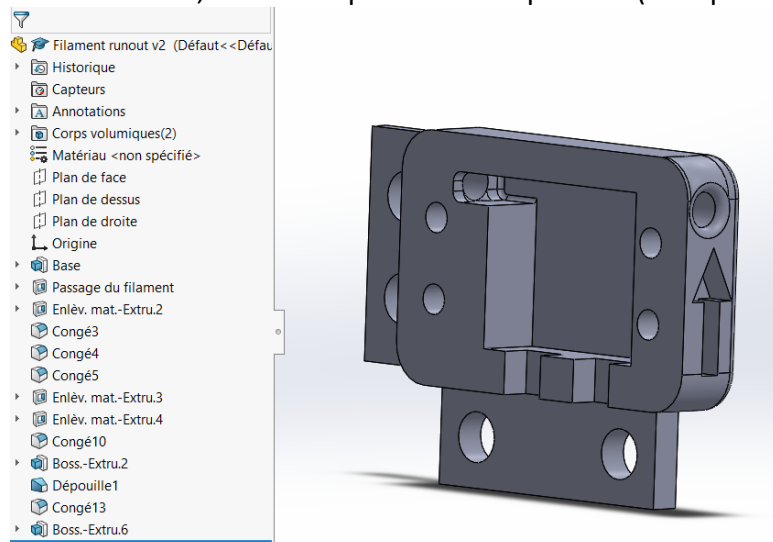 Filament runout v2 (Défaut<<Défau
Historique
Capteurs
Annotations
Corps volumiques(2)
Matériau <non spécifié>
Plan de face
Plan de dessus
Plan de droite
Origine
Base
Passage du filament
Enlèv. mat.-Extru.2
Congé3
Congé4
Congé5
Enlèv. mat.-Extru.3
Enlèv. mat.-Extru.4
Congé10
Boss.-Extru.2
Dépouille1
Congé13
Boss.-Extru.6